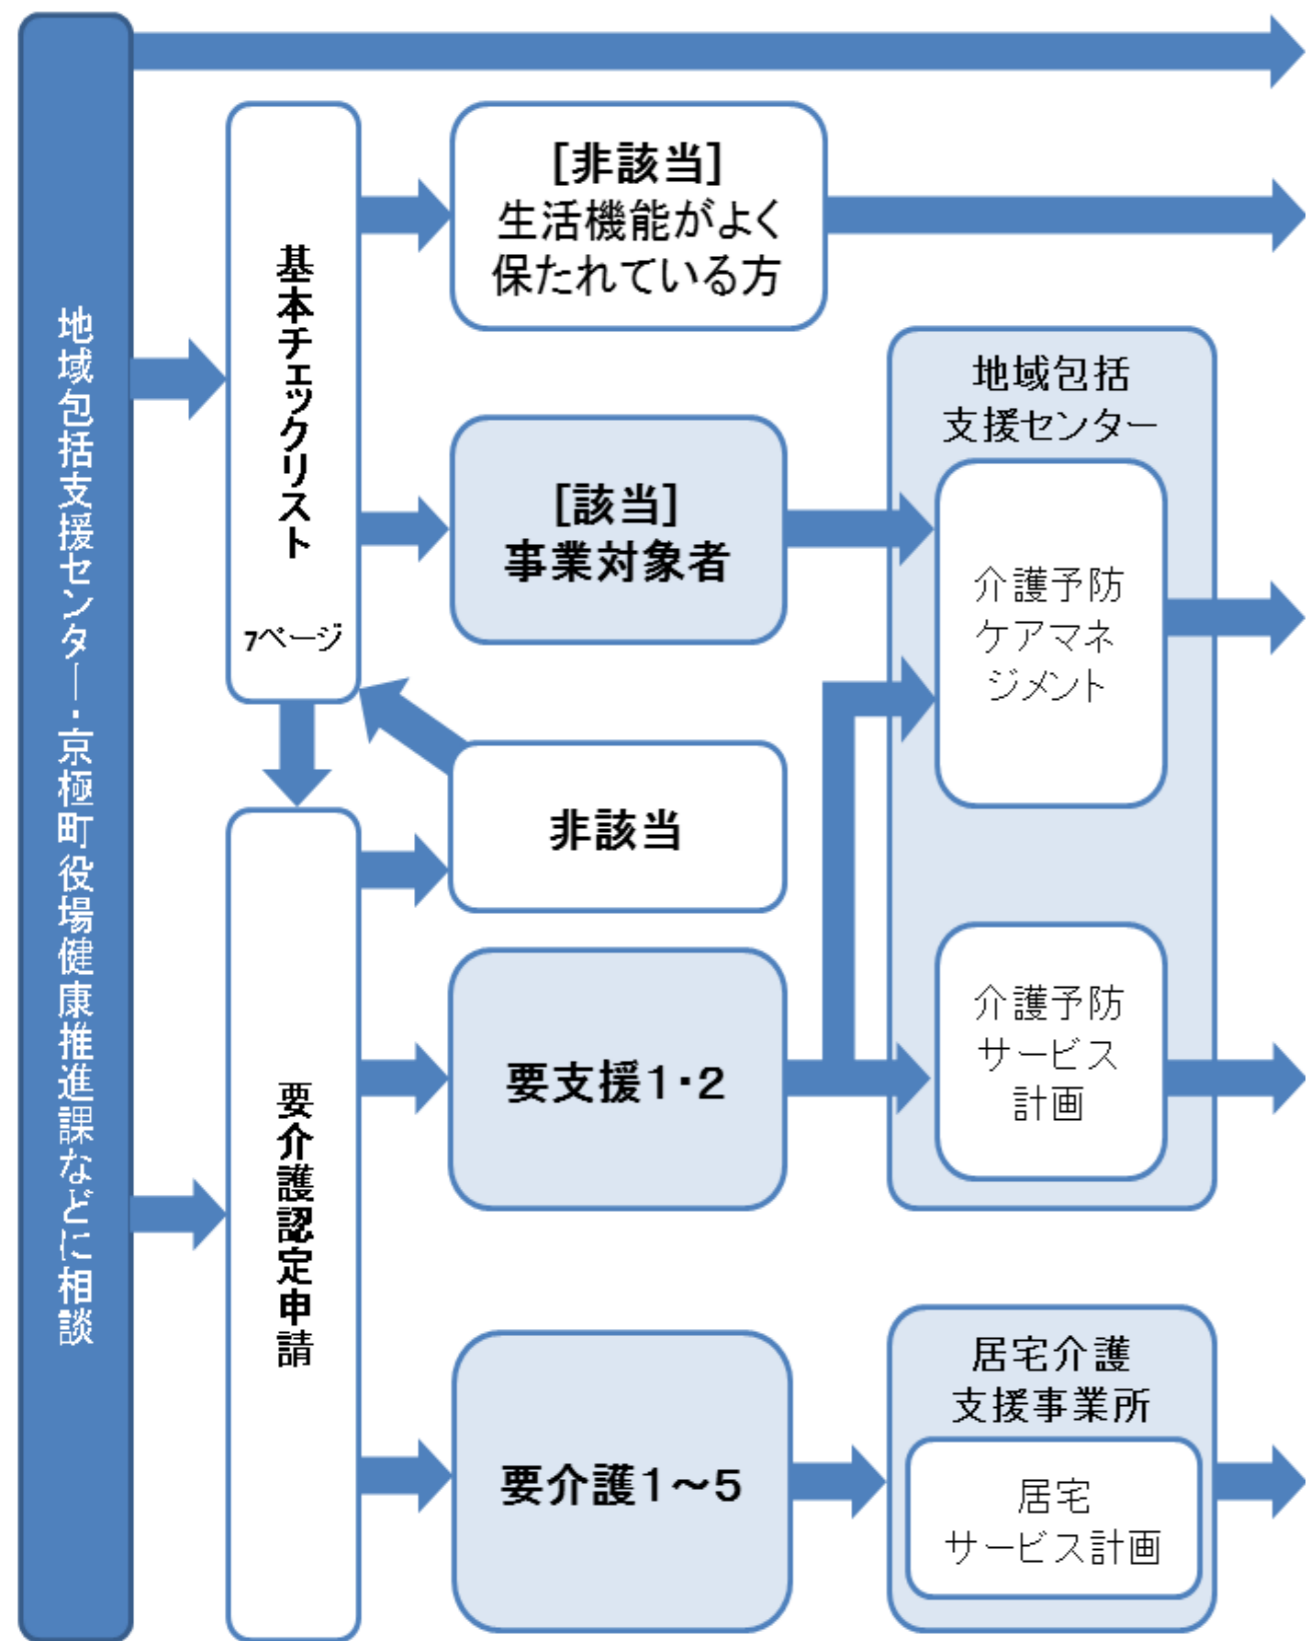 地域包括支援センター・京極町役場健康推進課などに相談
基本チェックリスト
7ページ
[非該当]
生活機能がよく
保たれている方
[該当]
事業対象者
地域包括
支援センター
介護予防
ケアマネ
ジメント
非該当
要介護認定申請
要支援1・2
介護予防
サービス
計画
要介護1～5
居宅介護
支援事業所
居宅
サービス計画